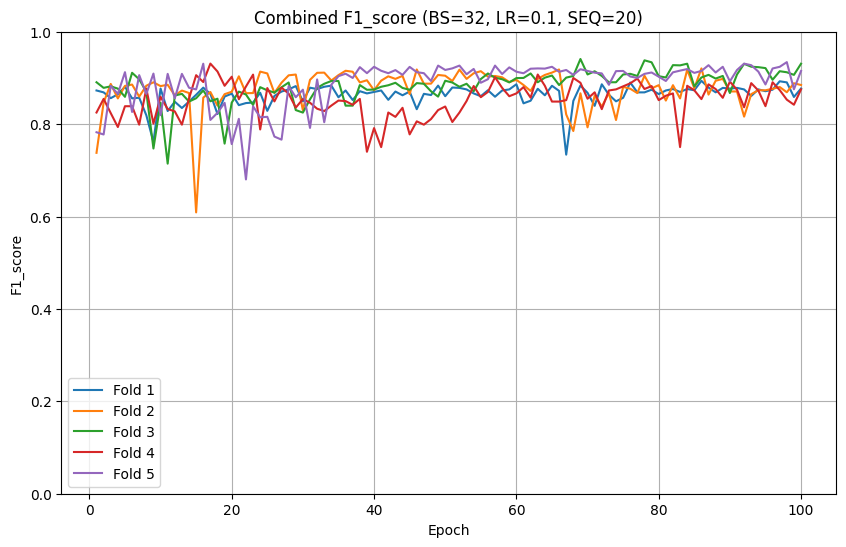 Combined F1_score (BS=32, LR=0.1, SEQ=20)
1.0
0.8
0.6
0.4
0.2
0.0
F1_score
Fold 1
Fold 2
Fold 3
Fold 4
Fold 5
0 20 40 60 80 100
Epoch